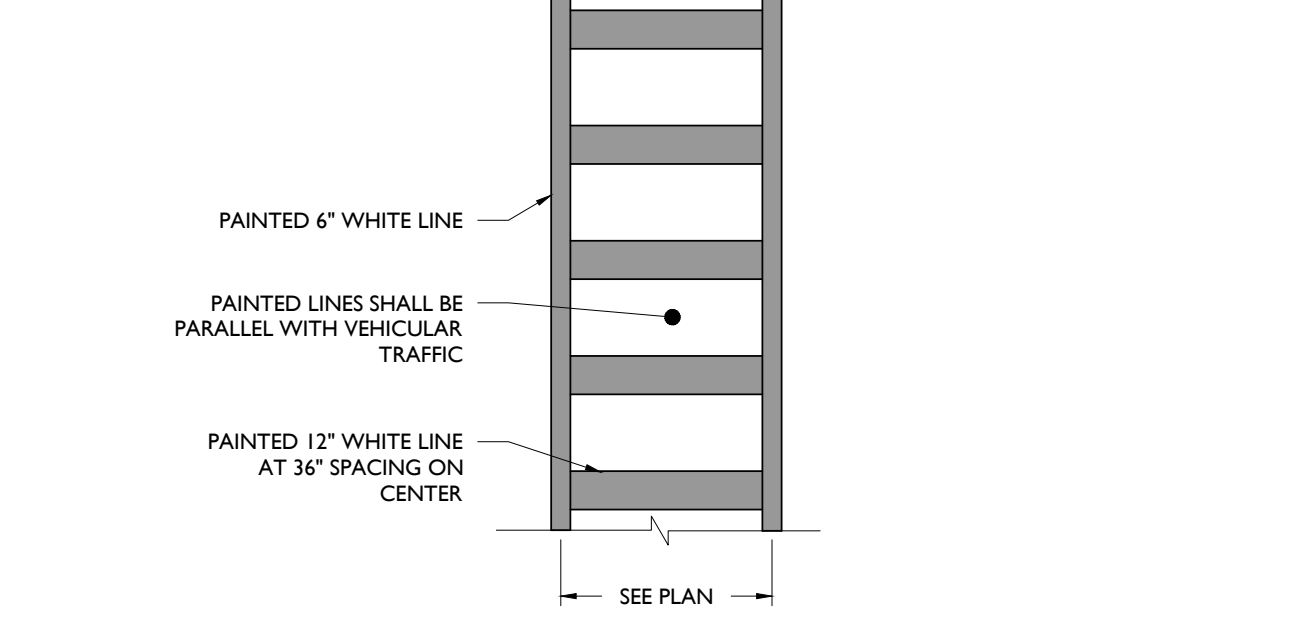 PAINTED 6" WHITE LINE
PAINTED LINES SHALL BE
PARALLEL WITH VEHICULAR
TRAFFIC
PAINTED 12" WHITE LINE
AT 36" SPACING ON
CENTER
SEE PLAN